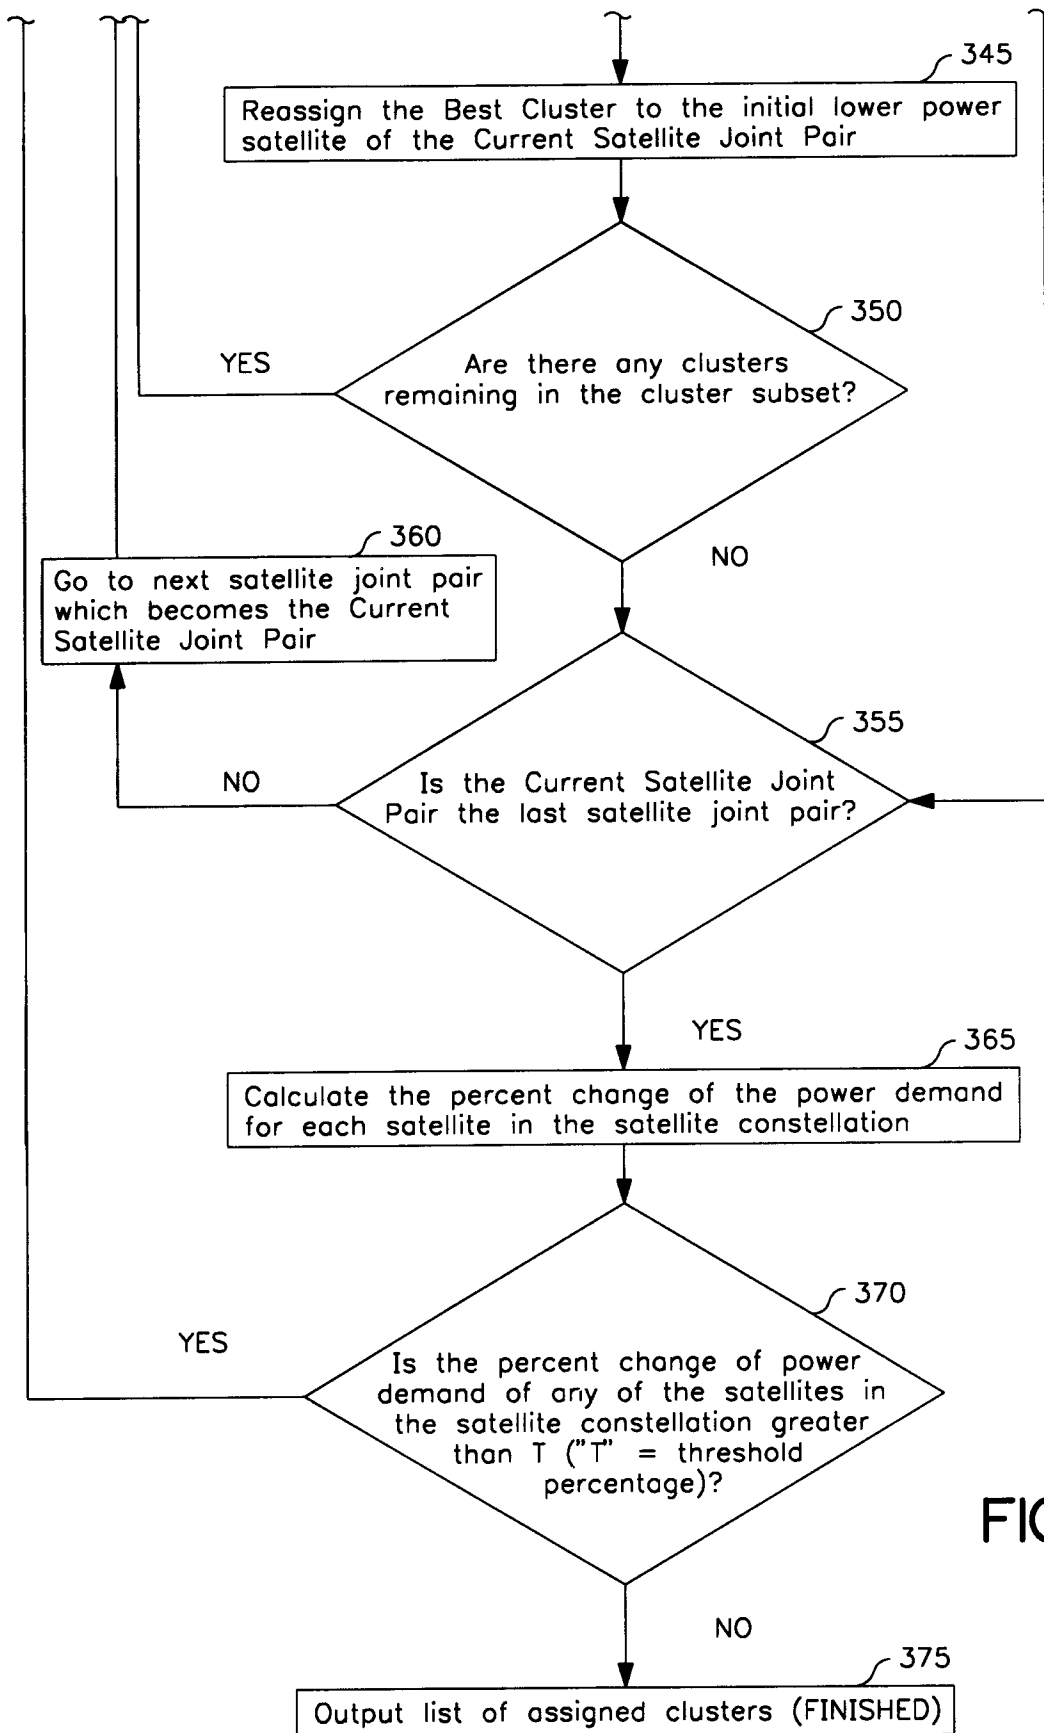 345
Reassign the Best Cluster to the initial lower power
satellite of the Current Satellite Joint Pair
350
YES
Are there any clusters
remaining in the cluster subset?
360
NO
Go to next satellite joint pair
which becomes the Current
Satellite Joint Pair
355
NO
Is the Current Satellite Joint
Pair the last satellite joint pair?
YES
365
Calculate the percent change of the power demand
for each satellite in the satellite constellation
370
YES
Is the percent change of power
demand of any of the satellites in
the satellite constellation greater
than T ("T" = threshold
percentage)?
NO
375
Output list of assigned clusters (FINISHED)